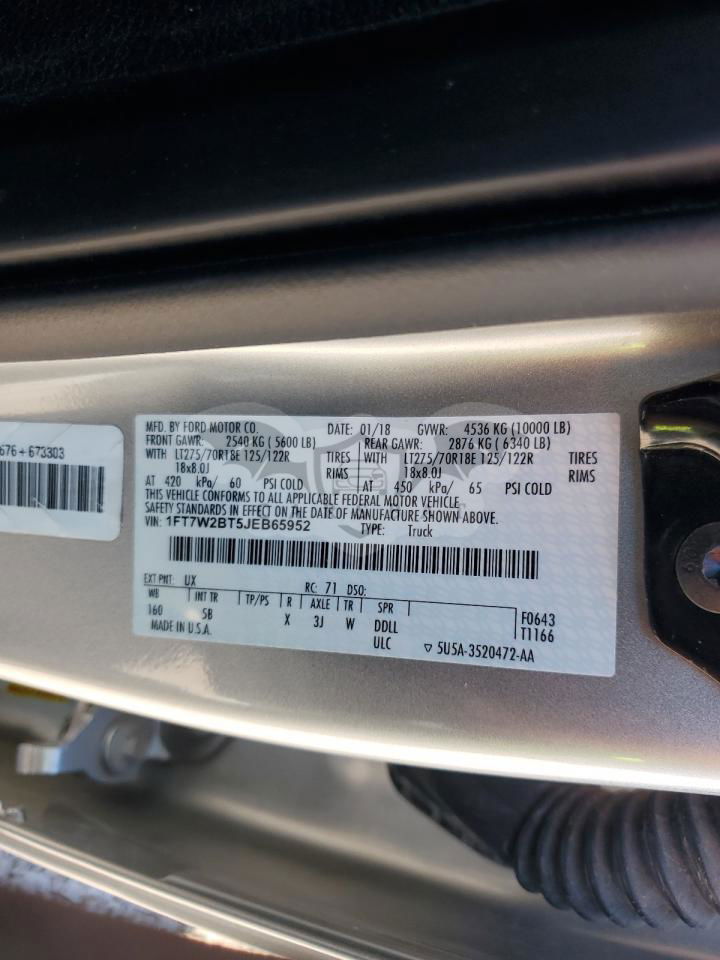 676+673303
MFD. BY FORD MOTOR CO. DATE: 01/18 GVWR: 4536 KG (10000 LB)
FRONT GAWR: 2540 KG ( 5600 LB) REAR GAWR: 2876 KG ( 6340 LB)
WITH LT275/70R18E 125/122R TIRES WITH LT275/70R18E 125/122R TIRES
18x8.0J RIMS 18x8.0J RIMS
AT 420 kPa/ 60 PSI COLD AT 450 kPa/ 65 PSI COLD
THIS VEHICLE CONFORMS TO ALL APPLICABLE FEDERAL MOTOR VEHICLE
SAFETY STANDARDS IN EFFECT ON THE DATE OF MANUFACTURE SHOWN ABOVE.
VIN: 1FT7W2BT5JEB65952 TYPE: Truck
EXT PNT: UX RC: 71 DSO:
WB INT TR TP/PS R AXLE TR SPR F0643
160 5B X 3J W DDLL T1166
MADE IN U.S.A. ULC ▽ 5U5A-3520472-AA